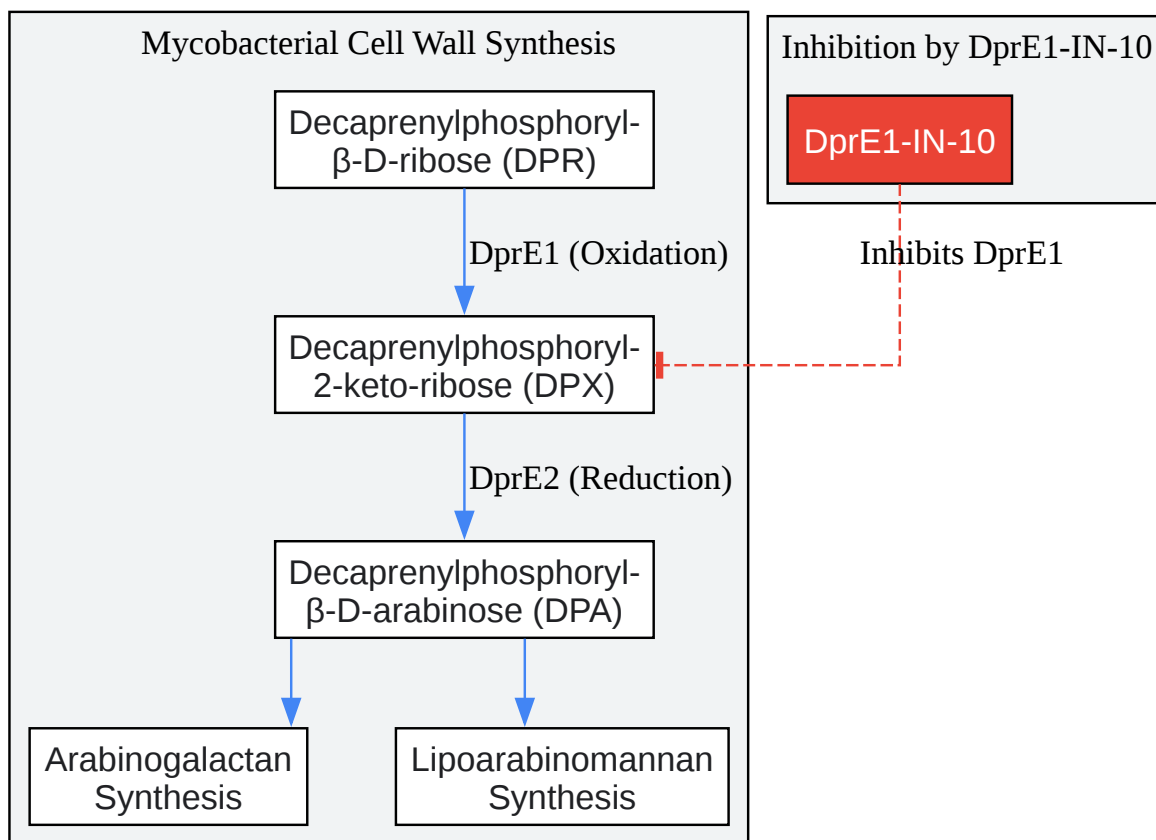 Mycobacterial Cell Wall Synthesis
Inhibition by DprE1-IN-10
Decaprenylphosphoryl-
β-D-ribose (DPR)
DprE1-IN-10
DprE1 (Oxidation)
Inhibits DprE1
Decaprenylphosphoryl-
2-keto-ribose (DPX)
DprE2 (Reduction)
Decaprenylphosphoryl-
β-D-arabinose (DPA)
Arabinogalactan
Synthesis
Lipoarabinomannan
Synthesis